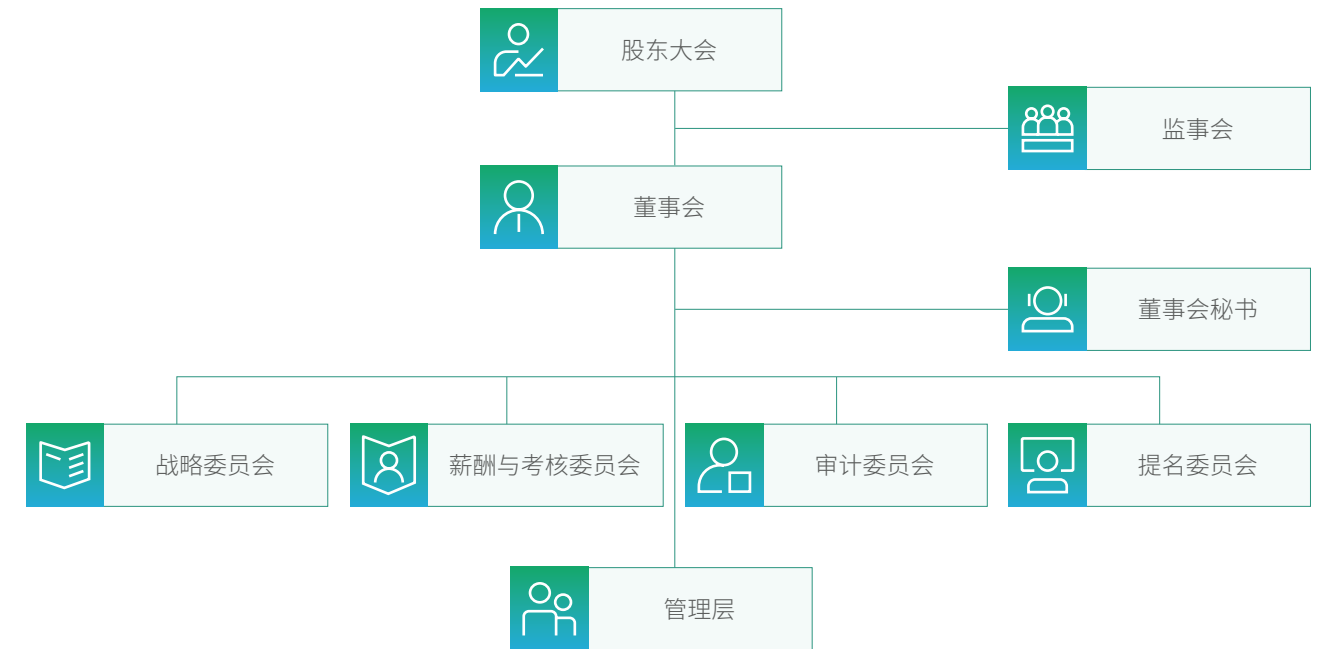 股东大会
监事会
董事会
董事会秘书
战略委员会
薪酬与考核委员会
审计委员会
提名委员会
管理层